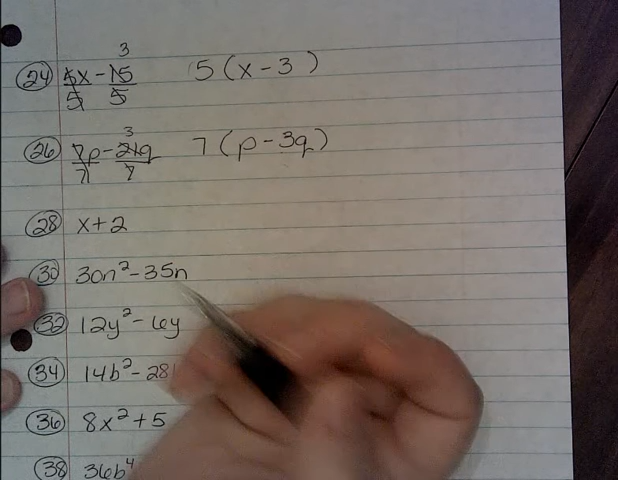 3
24 5x - 15 5(x - 3)
5 5
3
26 7p - 21q 7(p - 3q)
7 7
28 x + 2
30 30n² - 35n
32 12y² - 6y
34 14b² - 28
36 8x² + 5
38 36b⁴